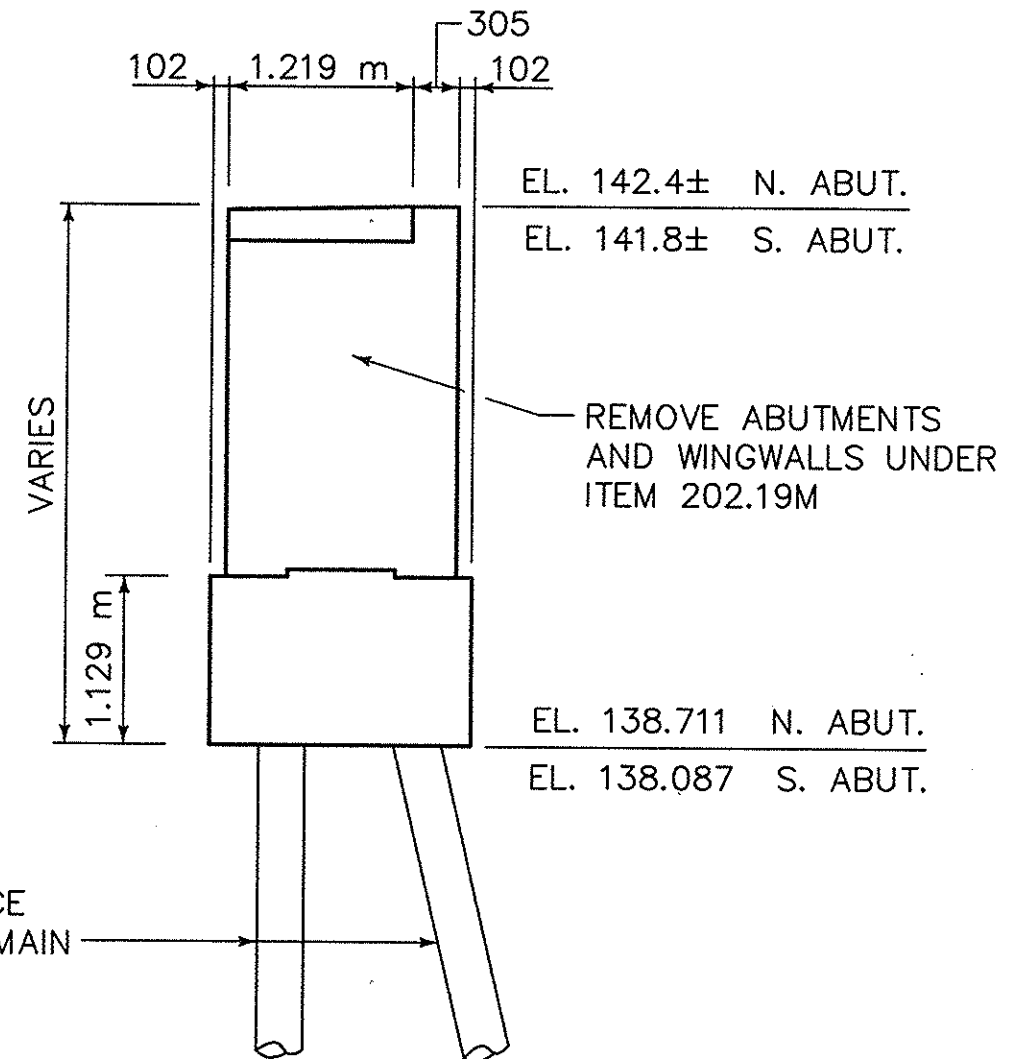 305
102 1.219 m 102
EL. 142.4± N. ABUT.
EL. 141.8± S. ABUT.
VARIES
REMOVE ABUTMENTS
AND WINGWALLS UNDER
ITEM 202.19M
1.129 m
EL. 138.711 N. ABUT.
EL. 138.087 S. ABUT.
MAIN